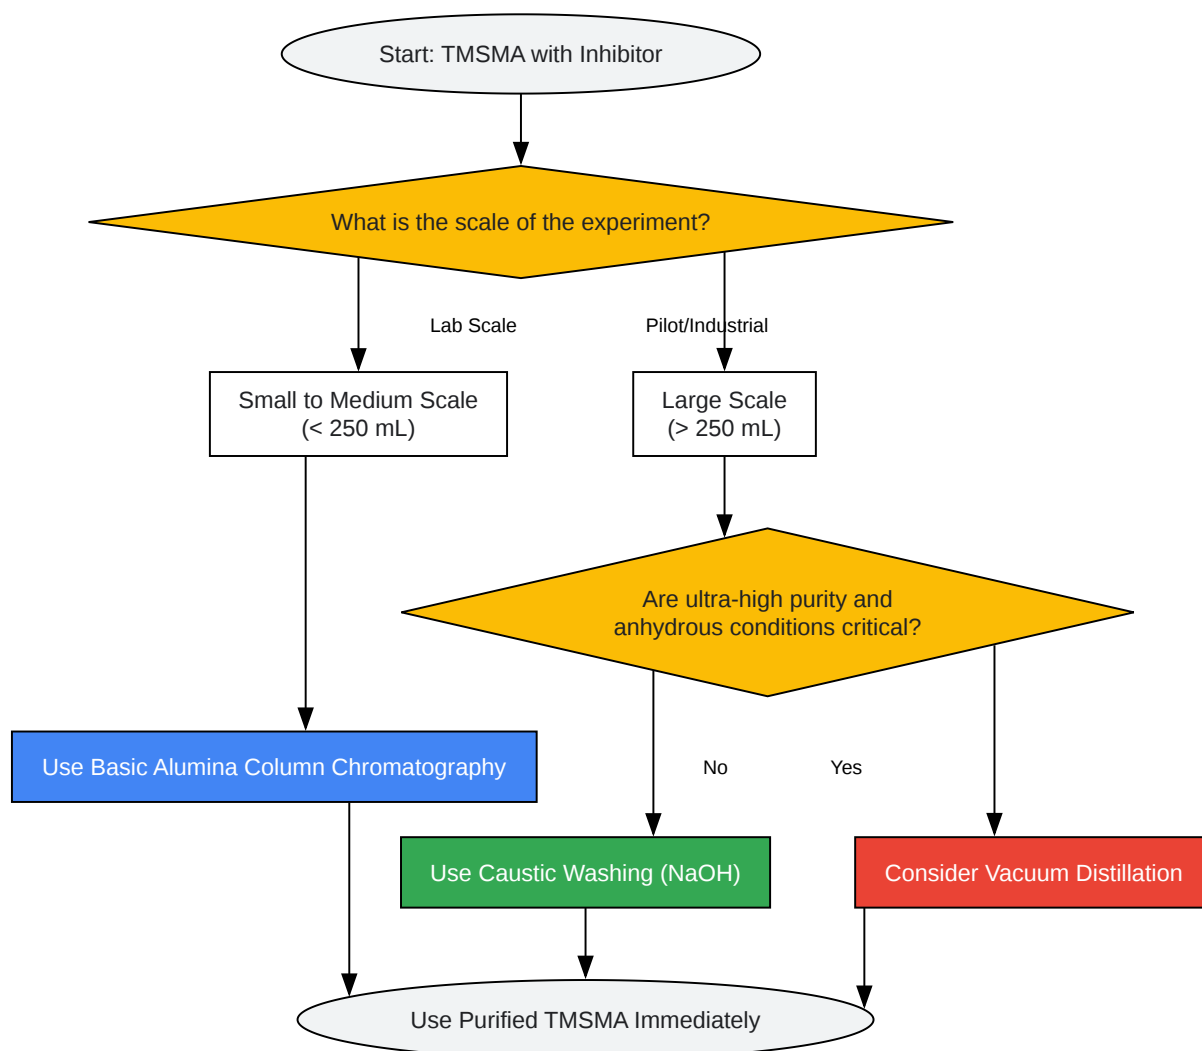 Start: TMSMA with Inhibitor
What is the scale of the experiment?
Lab Scale
Pilot/Industrial
Small to Medium Scale
(< 250 mL)
Large Scale
(> 250 mL)
Are ultra-high purity and
anhydrous conditions critical?
Use Basic Alumina Column Chromatography
No
Yes
Use Caustic Washing (NaOH)
Consider Vacuum Distillation
Use Purified TMSMA Immediately